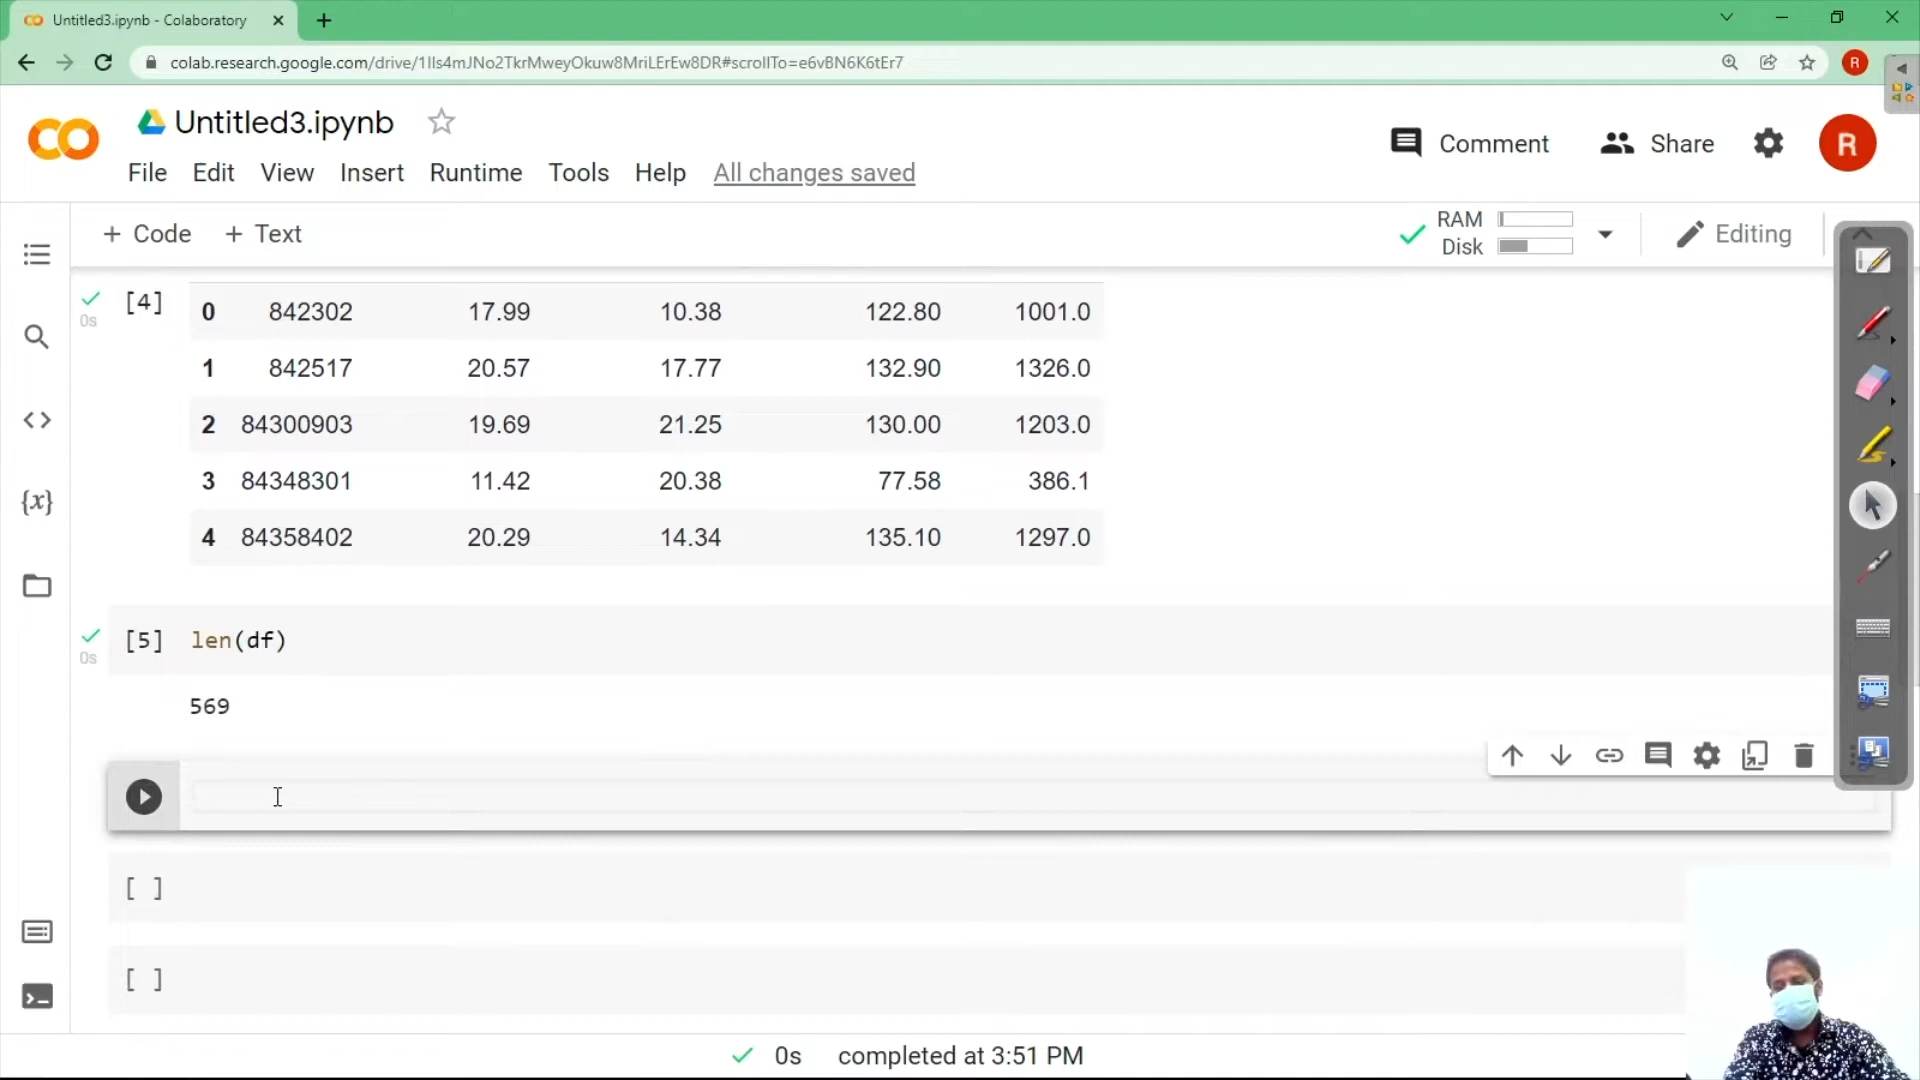 Untitled3.ipynb - Colaboratory
colab.research.google.com/drive/1IIs4mJNo2TkrMweyOkuw8MriLErEw8DR#scrollTo=e6vBN6K6tEr7
R
Untitled3.ipynb
Comment
Share
R
File Edit View Insert Runtime Tools Help All changes saved
+ Code + Text
RAM
Disk
Editing
[4] 0 842302 17.99 10.38 122.80 1001.0
0s
1 842517 20.57 17.77 132.90 1326.0
2 84300903 19.69 21.25 130.00 1203.0
{x}
3 84348301 11.42 20.38 77.58 386.1
4 84358402 20.29 14.34 135.10 1297.0
[5] len(df)
0s
569
[ ]
[ ]
0s completed at 3:51 PM